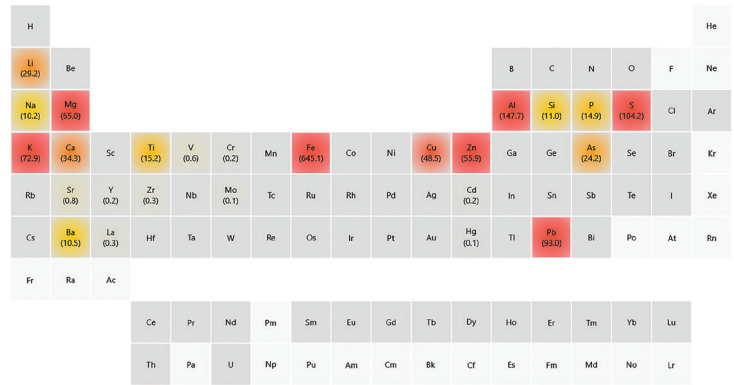 H He
Li Be B C N O F Ne
(29.2)
Na Mg Al Si P S Cl Ar
(10.2) (65.0) (147.7) (11.0) (14.9) (104.2)
K Ca Sc Ti V Cr Mn Fe Co Ni Cu Zn Ga Ge As Se Br Kr
(72.9) (34.3) (15.2) (0.6) (0.2) (645.1) (48.5) (55.9) (24.2)
Rb Sr Y Zr Nb Mo Tc Ru Rh Pd Ag Cd In Sn Sb Te I Xe
(0.8) (0.2) (0.3) (0.1) (0.2)
Cs Ba La Hf Ta W Re Os Ir Pt Au Hg Tl Pb Bi Po At Rn
(10.5) (0.3) (0.1) (93.0)
Fr Ra Ac
Ce Pr Nd Pm Sm Eu Gd Tb Dy Ho Er Tm Yb Lu
Th Pa U Np Pu Am Cm Bk Cf Es Fm Md No Lr